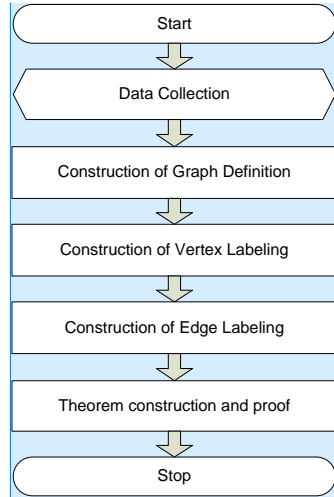 Start
Data Collection
Construction of Graph Definition
Construction of Vertex Labeling
Construction of Edge Labeling
Theorem construction and proof
Stop